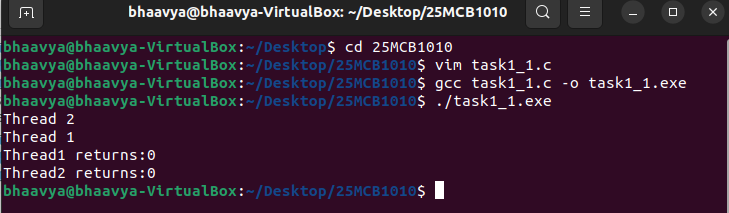 bhaavya@bhaavya-VirtualBox: ~/Desktop/25MCB1010
bhaavya@bhaavya-VirtualBox:~/Desktop$ cd 25MCB1010
bhaavya@bhaavya-VirtualBox:~/Desktop/25MCB1010$ vim task1_1.c
bhaavya@bhaavya-VirtualBox:~/Desktop/25MCB1010$ gcc task1_1.c -o task1_1.exe
bhaavya@bhaavya-VirtualBox:~/Desktop/25MCB1010$ ./task1_1.exe
Thread 2
Thread 1
Thread1 returns:0
Thread2 returns:0
bhaavya@bhaavya-VirtualBox:~/Desktop/25MCB1010$